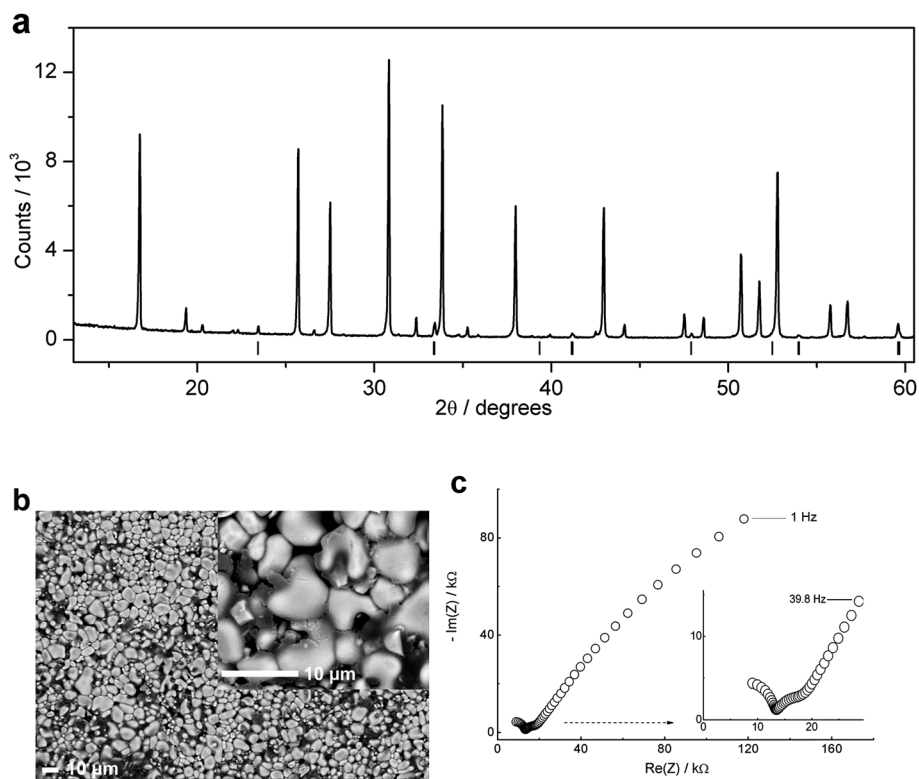 a
Counts / 10³
12
8
4
0
20 30 40 50 60
2θ / degrees
b
10 µm
10 µm
c
- Im(Z) / kΩ
80
40
0
1 Hz
39.8 Hz
10
0
0 10 20
0 40 80 120 160
Re(Z) / kΩ